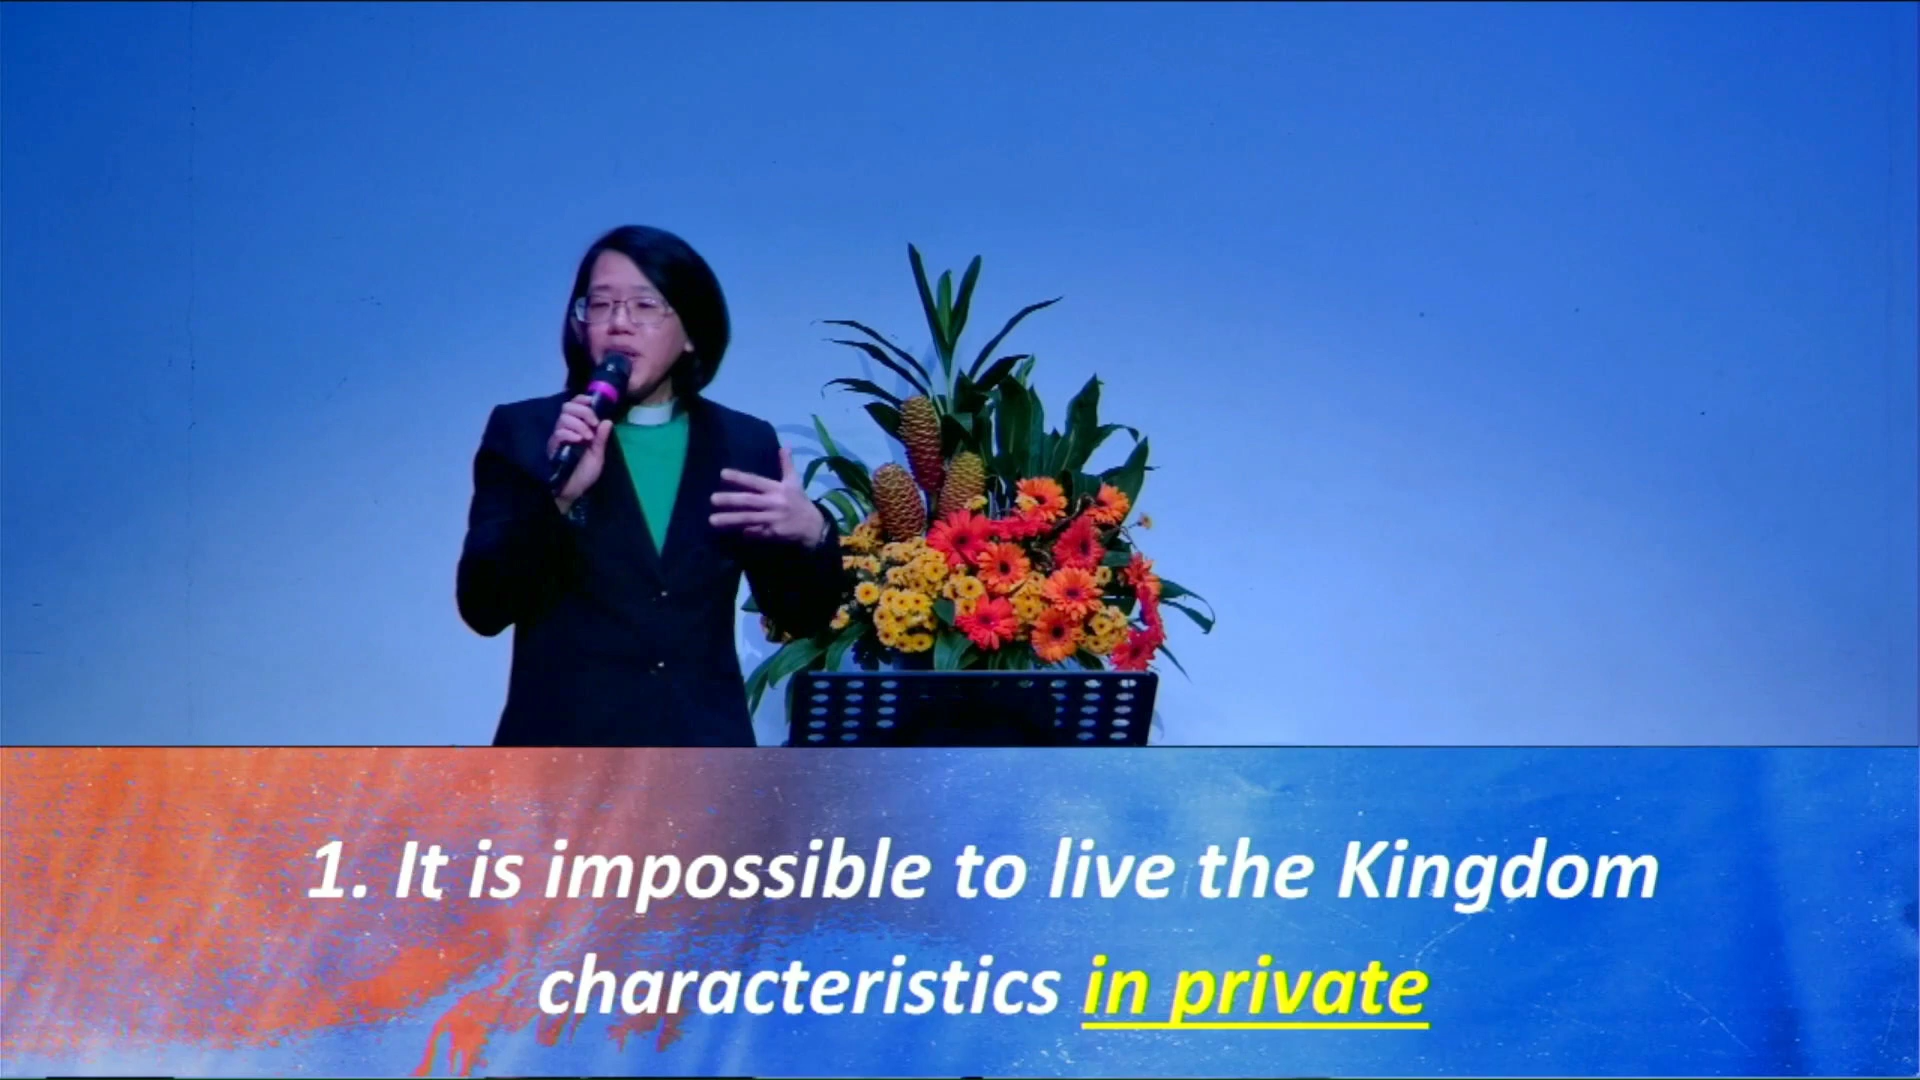 1. It is impossible to live the Kingdom
characteristics in private